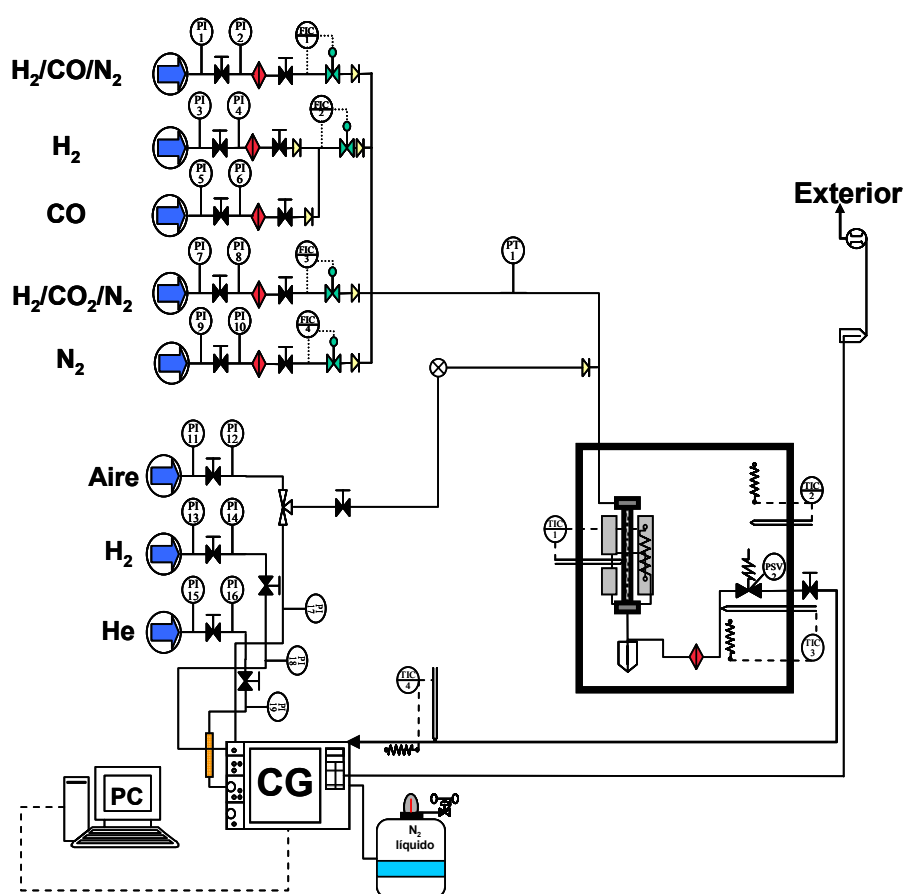 PI 1
PI 2
FIC 1
H2/CO/N2
PI 3
PI 4
FIC 2
H2
PI 5
PI 6
CO
Exterior
PI 7
PI 8
FIC 3
PT 1
H2/CO2/N2
PI 9
PI 10
FIC 4
N2
PI 11
PI 12
Aire
TIC 2
PI 13
PI 14
TIC 1
H2
PSV 2
PI 15
PI 16
PI 17
He
TIC 3
PI 18
TIC 4
PI 19
CG
PC
N2
líquido